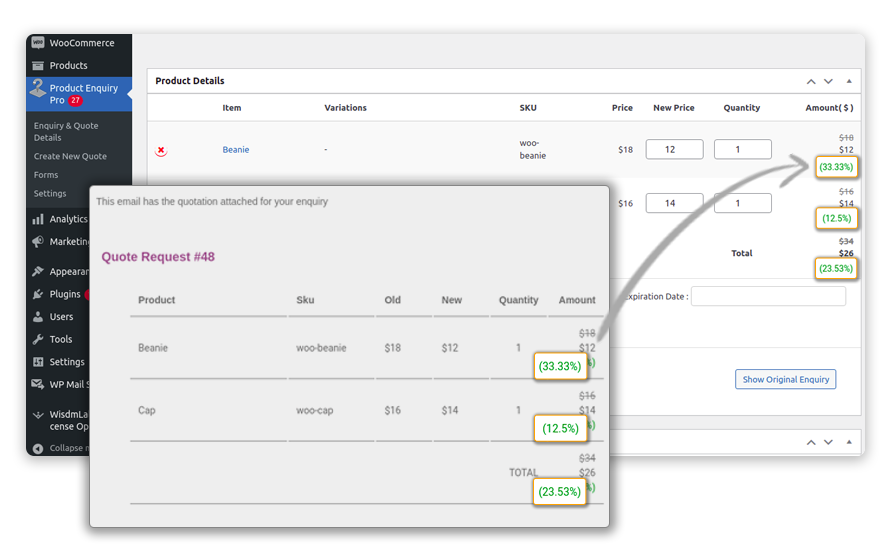 WooCommerce
Products
Product Enquiry
Pro 27
Enquiry & Quote
Details
Create New Quote
Forms
Settings
Analytics
Marketing
Appearan
Plugins
Users
Tools
Settings
WP Mail S
WisdmLa
cense Op
Collapse m
Product Details
Item Variations SKU Price New Price Quantity Amount( $ )
Beanie - woo-
beanie $18 12 1 $18
$12
(33.33%)
$16 14 1 $16
$14
(12.5%)
Total $34
$26
(23.53%)
xpiration Date :
Show Original Enquiry
This email has the quotation attached for your enquiry
Quote Request #48
Product Sku Old New Quantity Amount
Beanie woo-beanie $18 $12 1 $18
$12
(33.33%)
Cap woo-cap $16 $14 1 $16
$14
(12.5%)
TOTAL $34
$26
(23.53%)